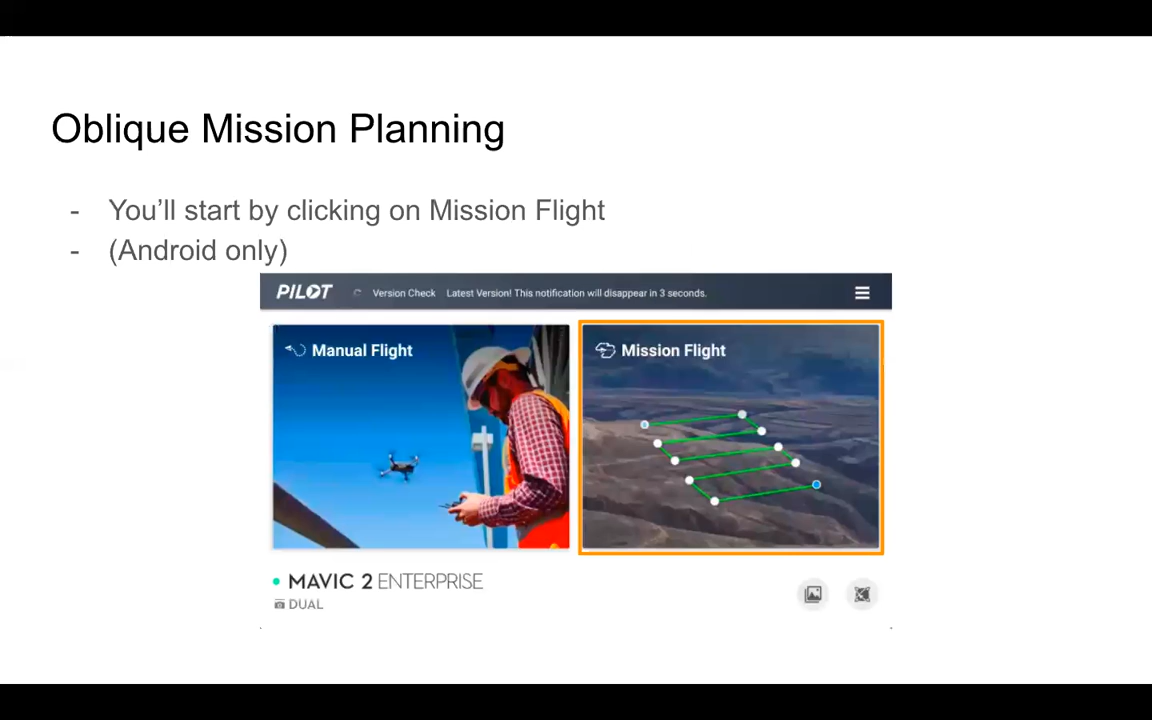 Oblique Mission Planning
- You'll start by clicking on Mission Flight
- (Android only)
PILOT Version Check Latest Version! This notification will disappear in 3 seconds.
Manual Flight
Mission Flight
MAVIC 2 ENTERPRISE
DUAL